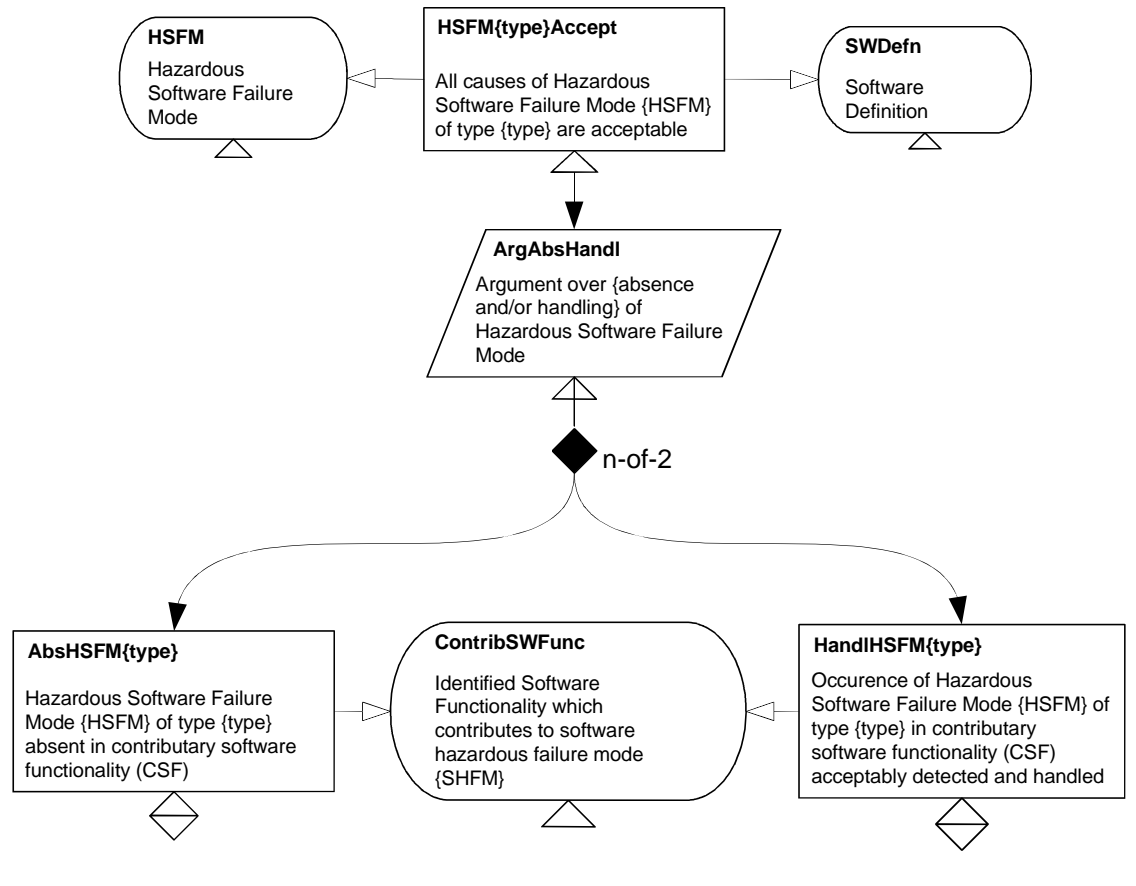 HSFM
Hazardous
Software Failure
Mode
HSFM{type}Accept
All causes of Hazardous
Software Failure Mode {HSFM}
of type {type} are acceptable
SWDefn
Software
Definition
ArgAbsHandl
Argument over {absence
and/or handling} of
Hazardous Software Failure
Mode
n-of-2
AbsHSFM{type}
Hazardous Software Failure
Mode {HSFM} of type {type}
absent in contributary software
functionality (CSF)
ContribSWFunc
Identified Software
Functionality which
contributes to software
hazardous failure mode
{SHFM}
HandlHSFM{type}
Occurence of Hazardous
Software Failure Mode {HSFM} of
type {type} in contributary
software functionality (CSF)
acceptably detected and handled